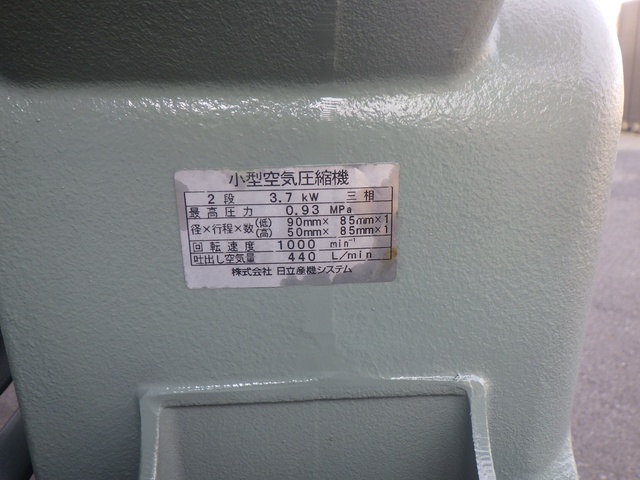 小型空気圧縮機
2段 3.7 kW 三相
最高圧力 0.93 MPa
径×行程×数 (低) 90mm× 85mm×1
(高) 50mm× 85mm×1
回転速度 1000 min⁻¹
吐出し空気量 440 L/min
株式会社 日立産機システム